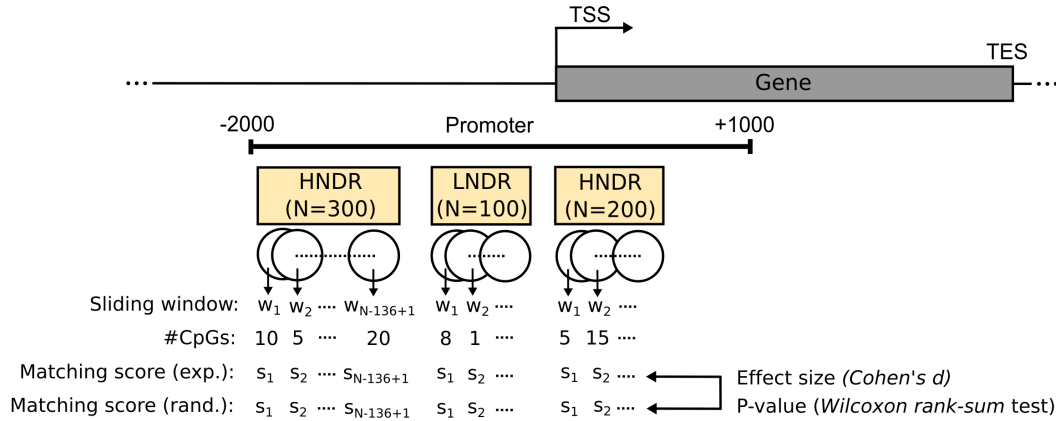 TSS
TES
... Gene ...
-2000 Promoter +1000
HNDR LNDR HNDR
(N=300) (N=100) (N=200)
Sliding window: w1 w2 .... wN-136+1 w1 w2 .... w1 w2 ....
#CpGs: 10 5 .... 20 8 1 .... 5 15 ....
Matching score (exp.): s1 s2 .... sN-136+1 s1 s2 .... s1 s2 .... Effect size (Cohen's d)
Matching score (rand.): s1 s2 .... sN-136+1 s1 s2 .... s1 s2 .... P-value (Wilcoxon rank-sum test)